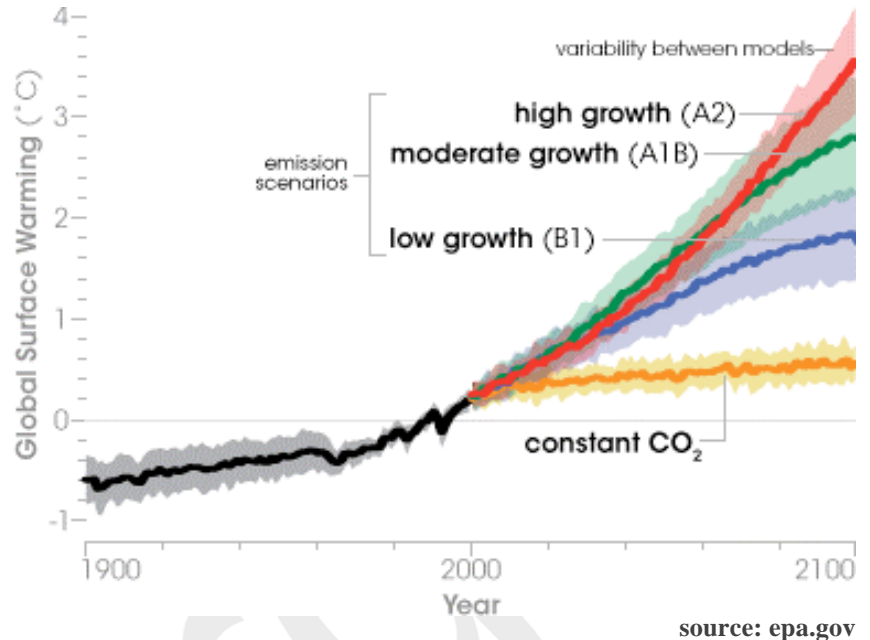 Global Surface Warming (°C)
4
3
2
1
0
-1
variability between models
high growth (A2)
moderate growth (A1B)
emission
scenarios
low growth (B1)
constant CO₂
1900
2000
2100
Year
source: epa.gov